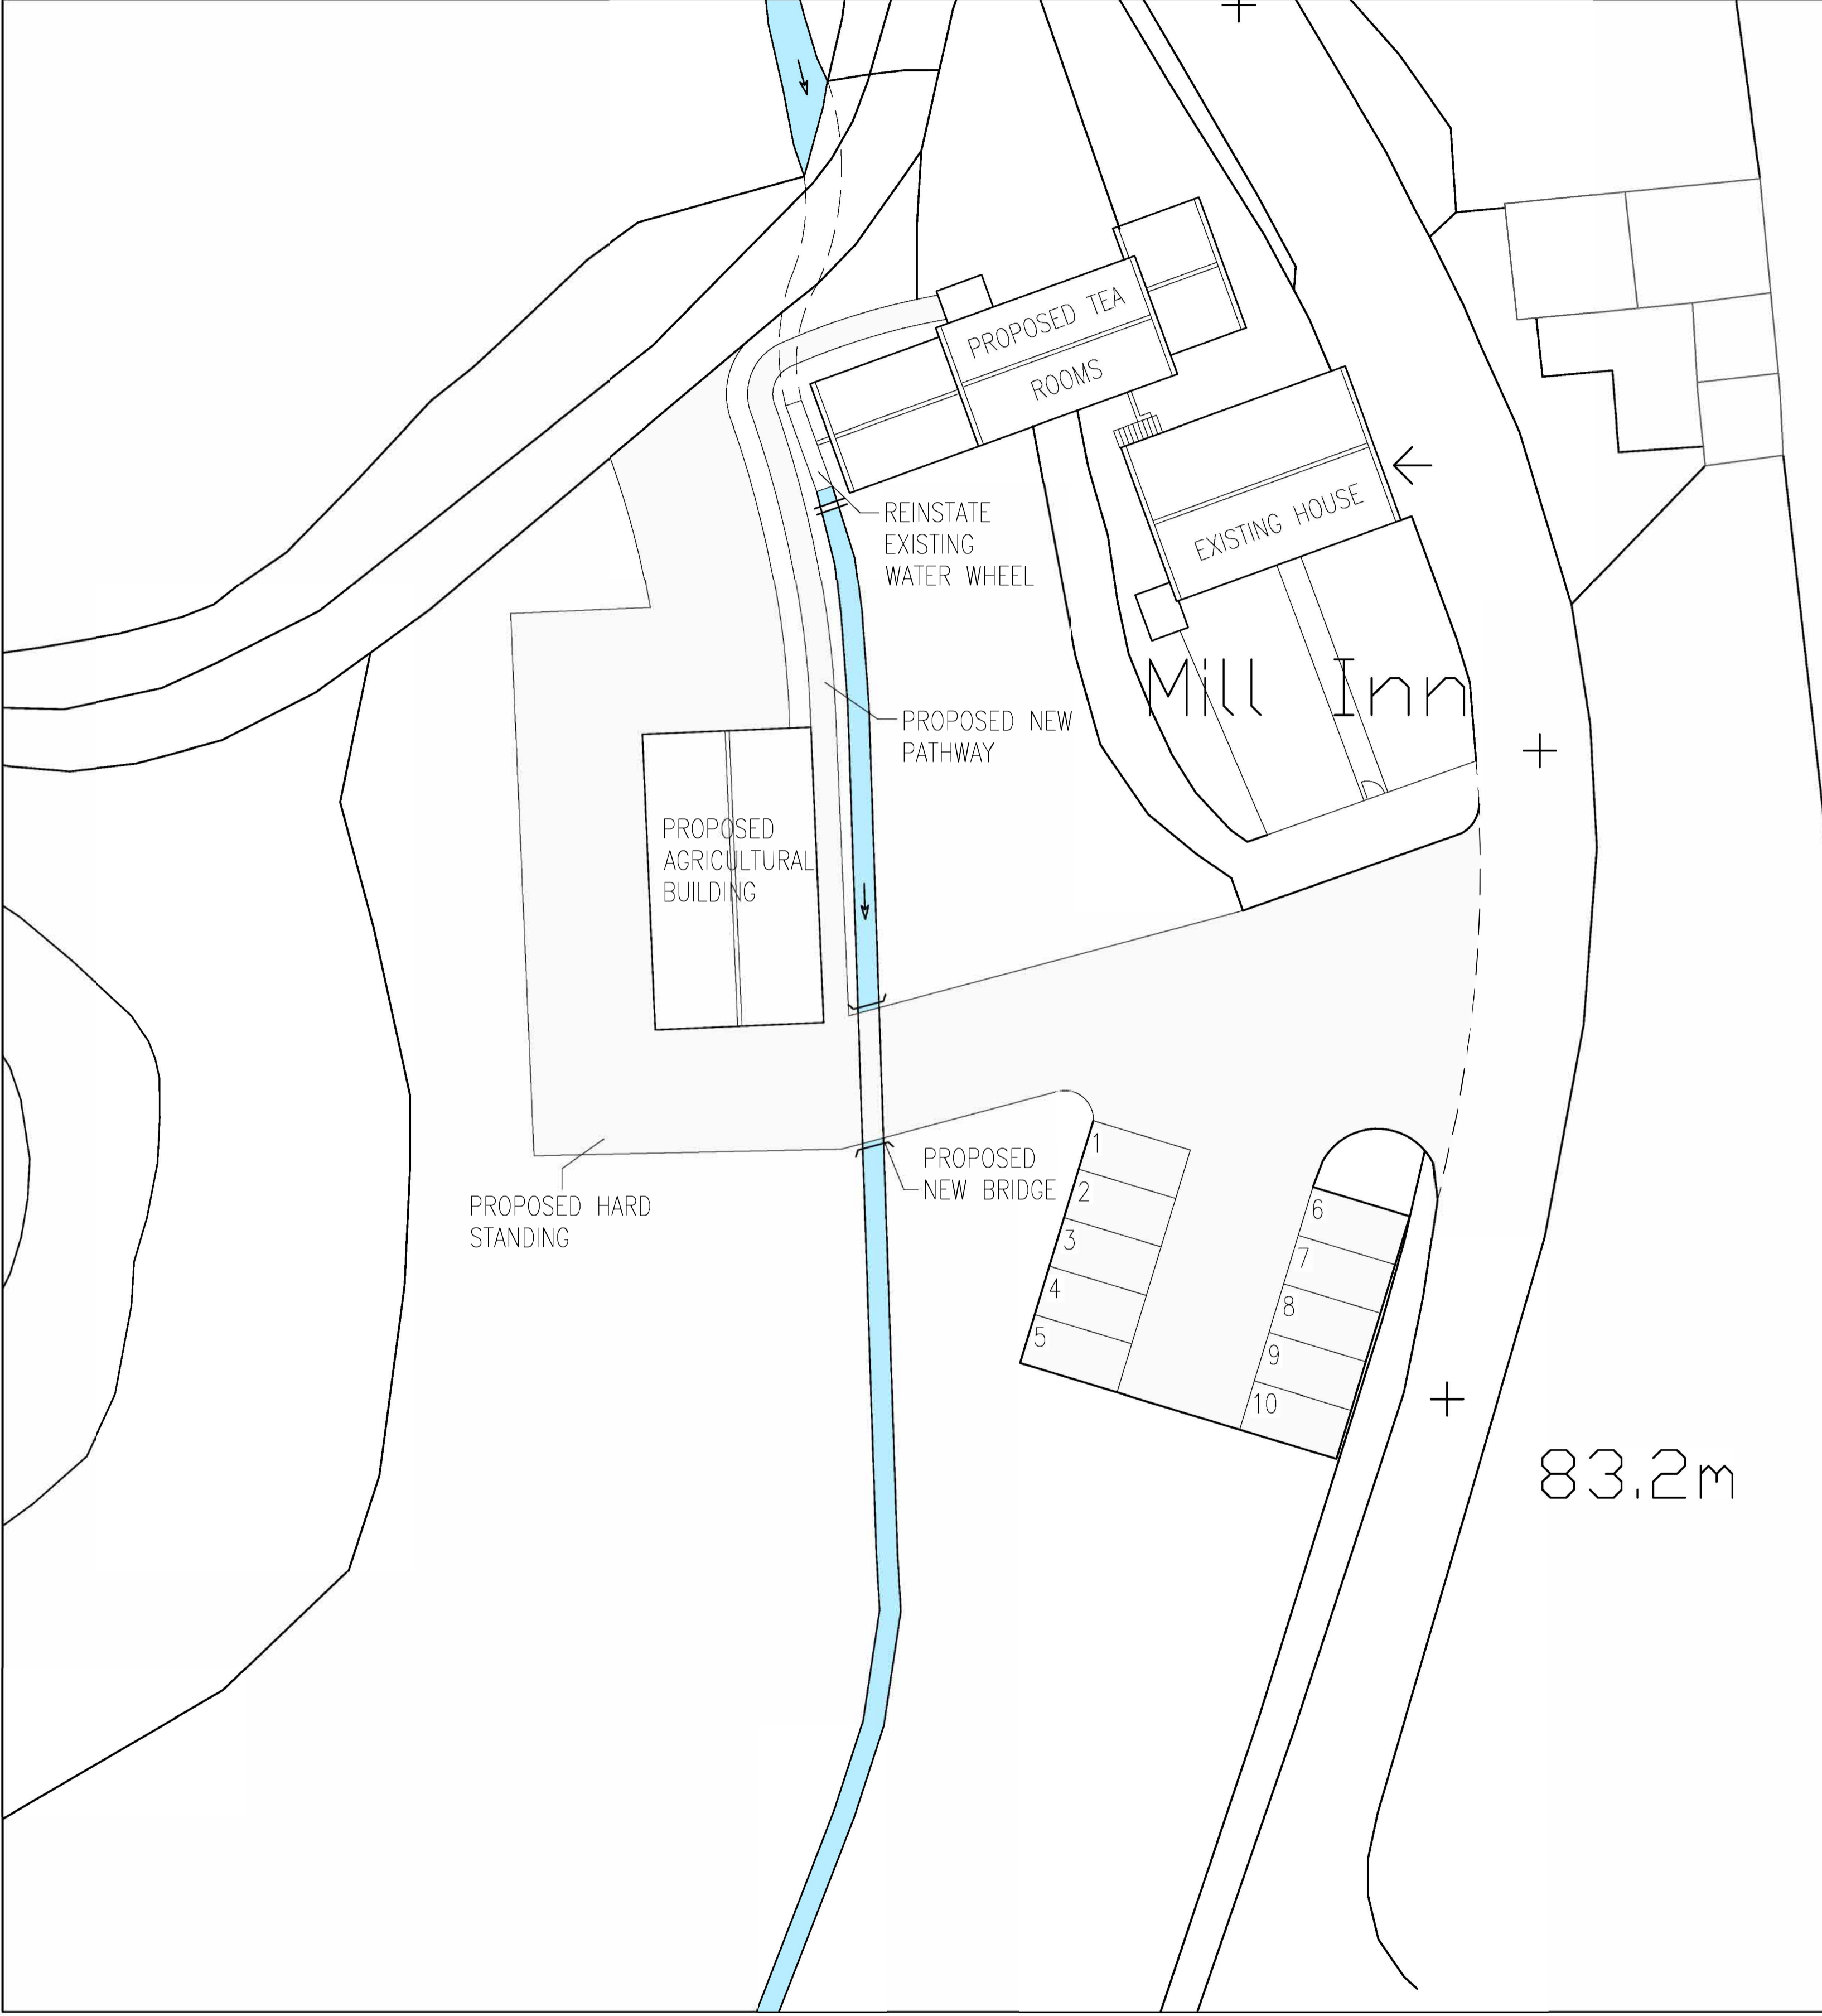 PROPOSED TEA
ROOMS
EXISTING HOUSE
REINSTATE
EXISTING
WATER WHEEL
Mill Inn
PROPOSED NEW
PATHWAY
PROPOSED
AGRICULTURAL
BUILDING
PROPOSED
NEW BRIDGE
PROPOSED HARD
STANDING
1
2
3
4
5
6
7
8
9
10
83.2m